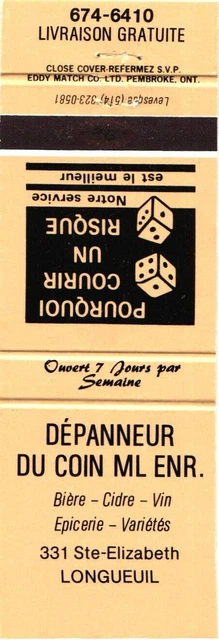 674-6410
LIVRAISON GRATUITE
CLOSE COVER-REFERMEZ S.V.P.
EDDY MATCH CO. LTD. PEMBROKE, ONT.
Levesque (514) 323-0581
POURQUOI
COURIR
UN
RISQUE
Notre service
est le meilleur
Ouvert 7 Jours par
Semaine
DÉPANNEUR
DU COIN ML ENR.
Bière – Cidre – Vin
Epicerie – Variétés
331 Ste-Elizabeth
LONGUEUIL